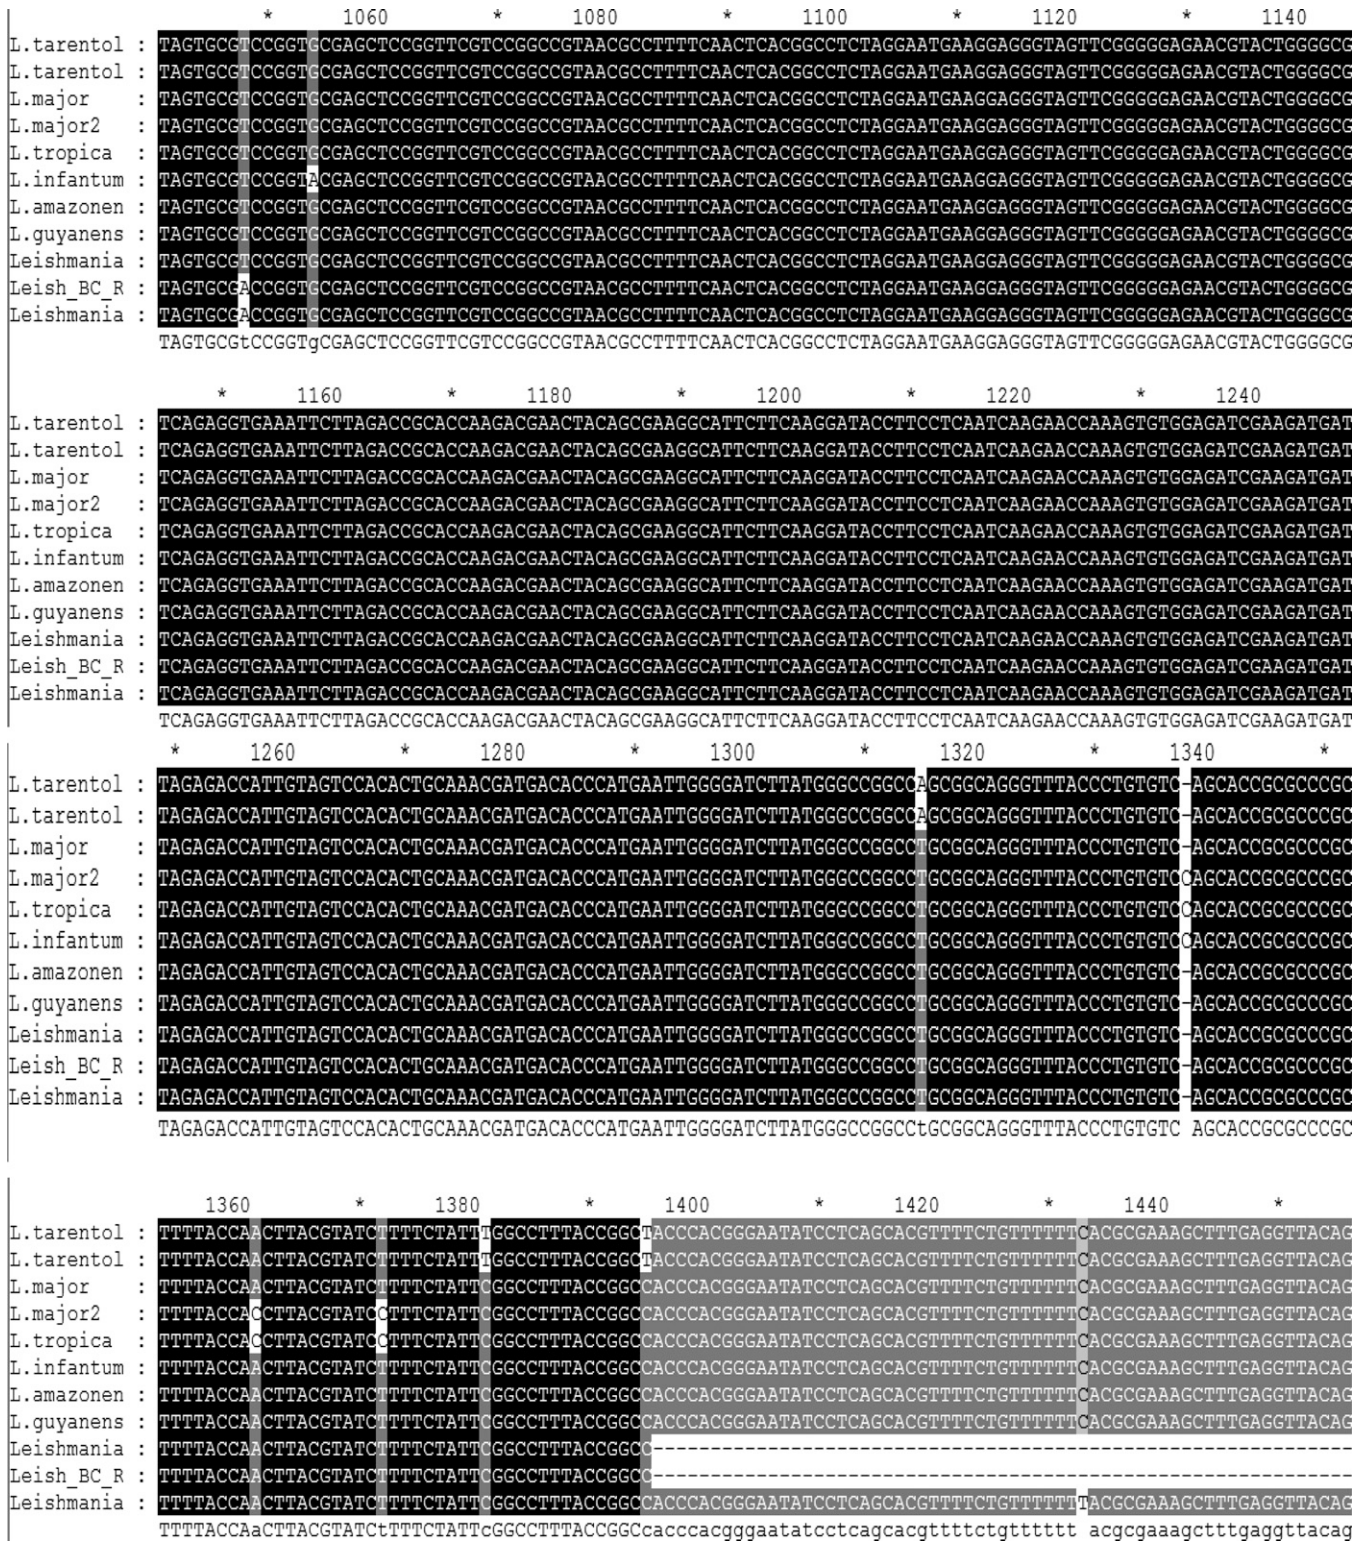 * 1060 * 1080 * 1100 * 1120 * 1140
L.tarentol : TAGTGCGTCCGGTGCGAGCTCCGGTTCGTCCGGCCGTAACGCCTTTTCAACTCACGGCCTCTAGGAATGAAGGAGGGTAGTTCGGGGGAGAACGTACTGGGGCG
L.tarentol : TAGTGCGTCCGGTGCGAGCTCCGGTTCGTCCGGCCGTAACGCCTTTTCAACTCACGGCCTCTAGGAATGAAGGAGGGTAGTTCGGGGGAGAACGTACTGGGGCG
L.major : TAGTGCGTCCGGTGCGAGCTCCGGTTCGTCCGGCCGTAACGCCTTTTCAACTCACGGCCTCTAGGAATGAAGGAGGGTAGTTCGGGGGAGAACGTACTGGGGCG
L.major2 : TAGTGCGTCCGGTGCGAGCTCCGGTTCGTCCGGCCGTAACGCCTTTTCAACTCACGGCCTCTAGGAATGAAGGAGGGTAGTTCGGGGGAGAACGTACTGGGGCG
L.tropica : TAGTGCGTCCGGTGCGAGCTCCGGTTCGTCCGGCCGTAACGCCTTTTCAACTCACGGCCTCTAGGAATGAAGGAGGGTAGTTCGGGGGAGAACGTACTGGGGCG
L.infantum : TAGTGCGTCCGGTACGAGCTCCGGTTCGTCCGGCCGTAACGCCTTTTCAACTCACGGCCTCTAGGAATGAAGGAGGGTAGTTCGGGGGAGAACGTACTGGGGCG
L.amazonen : TAGTGCGTCCGGTGCGAGCTCCGGTTCGTCCGGCCGTAACGCCTTTTCAACTCACGGCCTCTAGGAATGAAGGAGGGTAGTTCGGGGGAGAACGTACTGGGGCG
L.guyanens : TAGTGCGTCCGGTGCGAGCTCCGGTTCGTCCGGCCGTAACGCCTTTTCAACTCACGGCCTCTAGGAATGAAGGAGGGTAGTTCGGGGGAGAACGTACTGGGGCG
Leishmania : TAGTGCGTCCGGTGCGAGCTCCGGTTCGTCCGGCCGTAACGCCTTTTCAACTCACGGCCTCTAGGAATGAAGGAGGGTAGTTCGGGGGAGAACGTACTGGGGCG
Leish_BC_R : TAGTGCGACCGGTGCGAGCTCCGGTTCGTCCGGCCGTAACGCCTTTTCAACTCACGGCCTCTAGGAATGAAGGAGGGTAGTTCGGGGGAGAACGTACTGGGGCG
Leishmania : TAGTGCGACCGGTGCGAGCTCCGGTTCGTCCGGCCGTAACGCCTTTTCAACTCACGGCCTCTAGGAATGAAGGAGGGTAGTTCGGGGGAGAACGTACTGGGGCG
TAGTGCGtCCGGTgCGAGCTCCGGTTCGTCCGGCCGTAACGCCTTTTCAACTCACGGCCTCTAGGAATGAAGGAGGGTAGTTCGGGGGAGAACGTACTGGGGCG
* 1160 * 1180 * 1200 * 1220 * 1240
L.tarentol : TCAGAGGTGAAATTCTTAGACCGCACCAAGACGAACTACAGCGAAGGCATTCTTCAAGGATACCTTCCTCAATCAAGAACCAAAGTGTGGAGATCGAAGATGAT
L.tarentol : TCAGAGGTGAAATTCTTAGACCGCACCAAGACGAACTACAGCGAAGGCATTCTTCAAGGATACCTTCCTCAATCAAGAACCAAAGTGTGGAGATCGAAGATGAT
L.major : TCAGAGGTGAAATTCTTAGACCGCACCAAGACGAACTACAGCGAAGGCATTCTTCAAGGATACCTTCCTCAATCAAGAACCAAAGTGTGGAGATCGAAGATGAT
L.major2 : TCAGAGGTGAAATTCTTAGACCGCACCAAGACGAACTACAGCGAAGGCATTCTTCAAGGATACCTTCCTCAATCAAGAACCAAAGTGTGGAGATCGAAGATGAT
L.tropica : TCAGAGGTGAAATTCTTAGACCGCACCAAGACGAACTACAGCGAAGGCATTCTTCAAGGATACCTTCCTCAATCAAGAACCAAAGTGTGGAGATCGAAGATGAT
L.infantum : TCAGAGGTGAAATTCTTAGACCGCACCAAGACGAACTACAGCGAAGGCATTCTTCAAGGATACCTTCCTCAATCAAGAACCAAAGTGTGGAGATCGAAGATGAT
L.amazonen : TCAGAGGTGAAATTCTTAGACCGCACCAAGACGAACTACAGCGAAGGCATTCTTCAAGGATACCTTCCTCAATCAAGAACCAAAGTGTGGAGATCGAAGATGAT
L.guyanens : TCAGAGGTGAAATTCTTAGACCGCACCAAGACGAACTACAGCGAAGGCATTCTTCAAGGATACCTTCCTCAATCAAGAACCAAAGTGTGGAGATCGAAGATGAT
Leishmania : TCAGAGGTGAAATTCTTAGACCGCACCAAGACGAACTACAGCGAAGGCATTCTTCAAGGATACCTTCCTCAATCAAGAACCAAAGTGTGGAGATCGAAGATGAT
Leish_BC_R : TCAGAGGTGAAATTCTTAGACCGCACCAAGACGAACTACAGCGAAGGCATTCTTCAAGGATACCTTCCTCAATCAAGAACCAAAGTGTGGAGATCGAAGATGAT
Leishmania : TCAGAGGTGAAATTCTTAGACCGCACCAAGACGAACTACAGCGAAGGCATTCTTCAAGGATACCTTCCTCAATCAAGAACCAAAGTGTGGAGATCGAAGATGAT
TCAGAGGTGAAATTCTTAGACCGCACCAAGACGAACTACAGCGAAGGCATTCTTCAAGGATACCTTCCTCAATCAAGAACCAAAGTGTGGAGATCGAAGATGAT
* 1260 * 1280 * 1300 * 1320 * 1340 *
L.tarentol : TAGAGACCATTGTAGTCCACACTGCAAACGATGACACCCATGAATTGGGGATCTTATGGGCCGGCCAGCGGCAGGGTTTACCCTGTGTC-AGCACCGCGCCCGC
L.tarentol : TAGAGACCATTGTAGTCCACACTGCAAACGATGACACCCATGAATTGGGGATCTTATGGGCCGGCCAGCGGCAGGGTTTACCCTGTGTC-AGCACCGCGCCCGC
L.major : TAGAGACCATTGTAGTCCACACTGCAAACGATGACACCCATGAATTGGGGATCTTATGGGCCGGCCTGCGGCAGGGTTTACCCTGTGTC-AGCACCGCGCCCGC
L.major2 : TAGAGACCATTGTAGTCCACACTGCAAACGATGACACCCATGAATTGGGGATCTTATGGGCCGGCCTGCGGCAGGGTTTACCCTGTGTCCAGCACCGCGCCCGC
L.tropica : TAGAGACCATTGTAGTCCACACTGCAAACGATGACACCCATGAATTGGGGATCTTATGGGCCGGCCTGCGGCAGGGTTTACCCTGTGTCCAGCACCGCGCCCGC
L.infantum : TAGAGACCATTGTAGTCCACACTGCAAACGATGACACCCATGAATTGGGGATCTTATGGGCCGGCCTGCGGCAGGGTTTACCCTGTGTCCAGCACCGCGCCCGC
L.amazonen : TAGAGACCATTGTAGTCCACACTGCAAACGATGACACCCATGAATTGGGGATCTTATGGGCCGGCCTGCGGCAGGGTTTACCCTGTGTC-AGCACCGCGCCCGC
L.guyanens : TAGAGACCATTGTAGTCCACACTGCAAACGATGACACCCATGAATTGGGGATCTTATGGGCCGGCCTGCGGCAGGGTTTACCCTGTGTC-AGCACCGCGCCCGC
Leishmania : TAGAGACCATTGTAGTCCACACTGCAAACGATGACACCCATGAATTGGGGATCTTATGGGCCGGCCTGCGGCAGGGTTTACCCTGTGTC-AGCACCGCGCCCGC
Leish_BC_R : TAGAGACCATTGTAGTCCACACTGCAAACGATGACACCCATGAATTGGGGATCTTATGGGCCGGCCTGCGGCAGGGTTTACCCTGTGTC-AGCACCGCGCCCGC
Leishmania : TAGAGACCATTGTAGTCCACACTGCAAACGATGACACCCATGAATTGGGGATCTTATGGGCCGGCCTGCGGCAGGGTTTACCCTGTGTC-AGCACCGCGCCCGC
TAGAGACCATTGTAGTCCACACTGCAAACGATGACACCCATGAATTGGGGATCTTATGGGCCGGCCtGCGGCAGGGTTTACCCTGTGTC AGCACCGCGCCCGC
1360 * 1380 * 1400 * 1420 * 1440 *
L.tarentol : TTTTACCAACTTACGTATCTTTTCTATTTGGCCTTTACCGGCTACCCACGGGAATATCCTCAGCACGTTTTCTGTTTTTTCACGCGAAAGCTTTGAGGTTACAG
L.tarentol : TTTTACCAACTTACGTATCTTTTCTATTTGGCCTTTACCGGCTACCCACGGGAATATCCTCAGCACGTTTTCTGTTTTTTCACGCGAAAGCTTTGAGGTTACAG
L.major : TTTTACCAACTTACGTATCTTTTCTATTCGGCCTTTACCGGCCACCCACGGGAATATCCTCAGCACGTTTTCTGTTTTTTCACGCGAAAGCTTTGAGGTTACAG
L.major2 : TTTTACCACCTTACGTATCCTTTCTATTCGGCCTTTACCGGCCACCCACGGGAATATCCTCAGCACGTTTTCTGTTTTTTCACGCGAAAGCTTTGAGGTTACAG
L.tropica : TTTTACCACCTTACGTATCCTTTCTATTCGGCCTTTACCGGCCACCCACGGGAATATCCTCAGCACGTTTTCTGTTTTTTCACGCGAAAGCTTTGAGGTTACAG
L.infantum : TTTTACCAACTTACGTATCTTTTCTATTCGGCCTTTACCGGCCACCCACGGGAATATCCTCAGCACGTTTTCTGTTTTTTCACGCGAAAGCTTTGAGGTTACAG
L.amazonen : TTTTACCAACTTACGTATCTTTTCTATTCGGCCTTTACCGGCCACCCACGGGAATATCCTCAGCACGTTTTCTGTTTTTTCACGCGAAAGCTTTGAGGTTACAG
L.guyanens : TTTTACCAACTTACGTATCTTTTCTATTCGGCCTTTACCGGCCACCCACGGGAATATCCTCAGCACGTTTTCTGTTTTTTCACGCGAAAGCTTTGAGGTTACAG
Leishmania : TTTTACCAACTTACGTATCTTTTCTATTCGGCCTTTACCGGCC-------------------------------------------------------------
Leish_BC_R : TTTTACCAACTTACGTATCTTTTCTATTCGGCCTTTACCGGCC-------------------------------------------------------------
Leishmania : TTTTACCAACTTACGTATCTTTTCTATTCGGCCTTTACCGGCCACCCACGGGAATATCCTCAGCACGTTTTCTGTTTTTTTACGCGAAAGCTTTGAGGTTACAG
TTTTACCAaCTTACGTATCtTTTCTATTcGGCCTTTACCGGCcacccacgggaatatcctcagcacgttttctgtttttt acgcgaaagctttgaggttacag